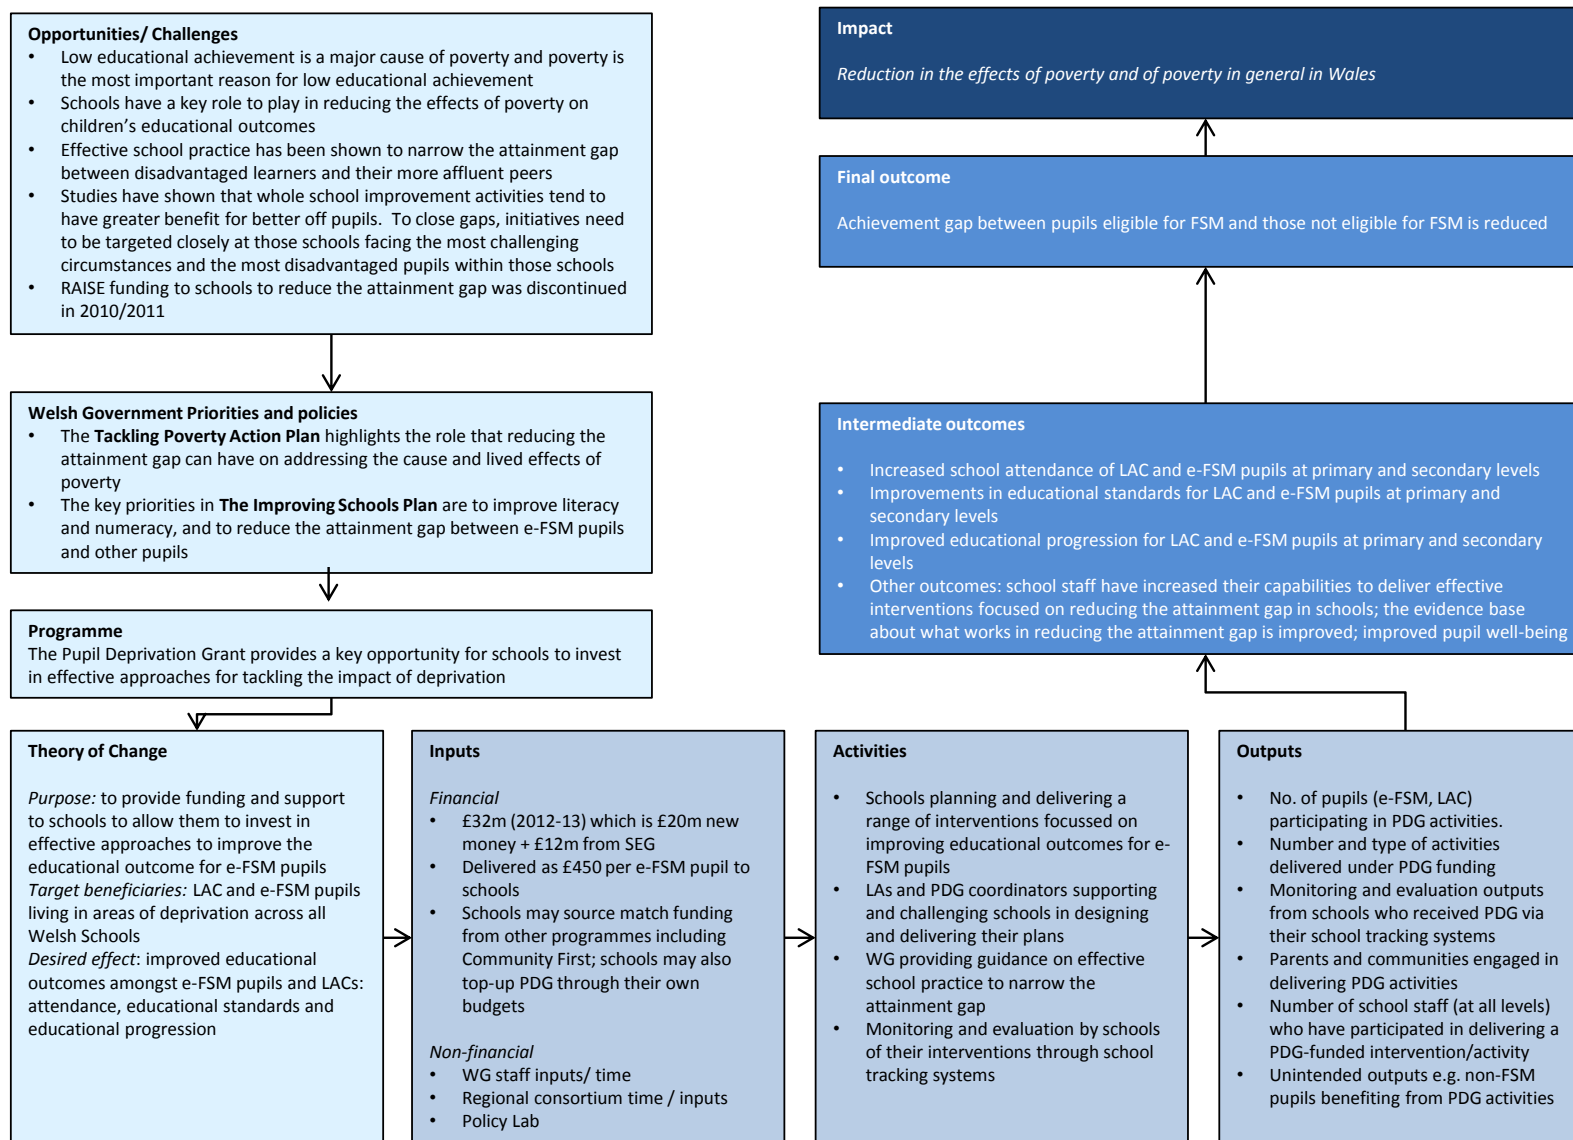 Opportunities/ Challenges
• Low educational achievement is a major cause of poverty and poverty is
the most important reason for low educational achievement
• Schools have a key role to play in reducing the effects of poverty on
children's educational outcomes
• Effective school practice has been shown to narrow the attainment gap
between disadvantaged learners and their more affluent peers
• Studies have shown that whole school improvement activities tend to
have greater benefit for better off pupils. To close gaps, initiatives need
to be targeted closely at those schools facing the most challenging
circumstances and the most disadvantaged pupils within those schools
• RAISE funding to schools to reduce the attainment gap was discontinued
in 2010/2011
Welsh Government Priorities and policies
• The Tackling Poverty Action Plan highlights the role that reducing the
attainment gap can have on addressing the cause and lived effects of
poverty
• The key priorities in The Improving Schools Plan are to improve literacy
and numeracy, and to reduce the attainment gap between e-FSM pupils
and other pupils
Programme
The Pupil Deprivation Grant provides a key opportunity for schools to invest
in effective approaches for tackling the impact of deprivation
Theory of Change
Purpose: to provide funding and support
to schools to allow them to invest in
effective approaches to improve the
educational outcome for e-FSM pupils
Target beneficiaries: LAC and e-FSM pupils
living in areas of deprivation across all
Welsh Schools
Desired effect: improved educational
outcomes amongst e-FSM pupils and LACs:
attendance, educational standards and
educational progression
Inputs
Financial
• £32m (2012-13) which is £20m new
money + £12m from SEG
• Delivered as £450 per e-FSM pupil to
schools
• Schools may source match funding
from other programmes including
Community First; schools may also
top-up PDG through their own
budgets
Non-financial
• WG staff inputs/ time
• Regional consortium time / inputs
• Policy Lab
Activities
• Schools planning and delivering a
range of interventions focussed on
improving educational outcomes for e-
FSM pupils
• LAs and PDG coordinators supporting
and challenging schools in designing
and delivering their plans
• WG providing guidance on effective
school practice to narrow the
attainment gap
• Monitoring and evaluation by schools
of their interventions through school
tracking systems
Outputs
• No. of pupils (e-FSM, LAC)
participating in PDG activities.
• Number and type of activities
delivered under PDG funding
• Monitoring and evaluation outputs
from schools who received PDG via
their school tracking systems
• Parents and communities engaged in
delivering PDG activities
• Number of school staff (at all levels)
who have participated in delivering a
PDG-funded intervention/activity
• Unintended outputs e.g. non-FSM
pupils benefiting from PDG activities
Intermediate outcomes
• Increased school attendance of LAC and e-FSM pupils at primary and secondary levels
• Improvements in educational standards for LAC and e-FSM pupils at primary and
secondary levels
• Improved educational progression for LAC and e-FSM pupils at primary and secondary
levels
• Other outcomes: school staff have increased their capabilities to deliver effective
interventions focused on reducing the attainment gap in schools; the evidence base
about what works in reducing the attainment gap is improved; improved pupil well-being
Final outcome
Achievement gap between pupils eligible for FSM and those not eligible for FSM is reduced
Impact
Reduction in the effects of poverty and of poverty in general in Wales